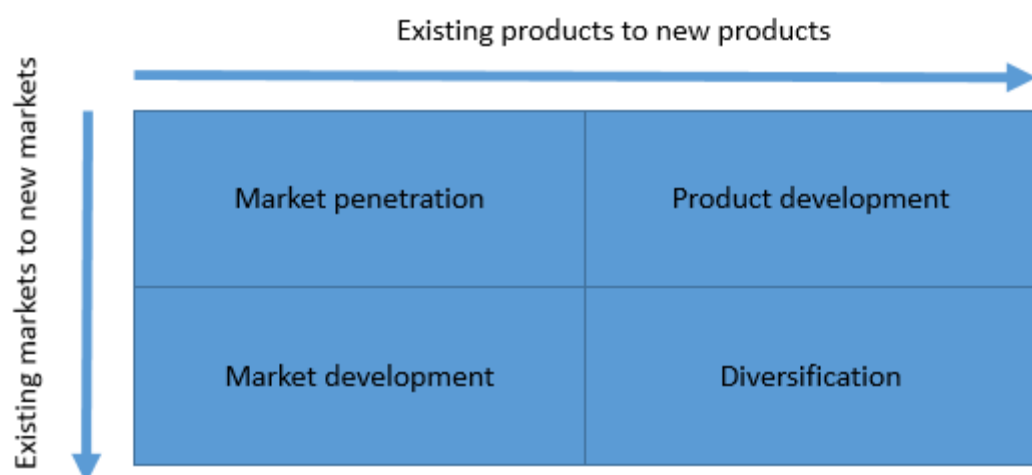 Existing products to new products
Existing markets to new markets
Market penetration
Product development
Market development
Diversification